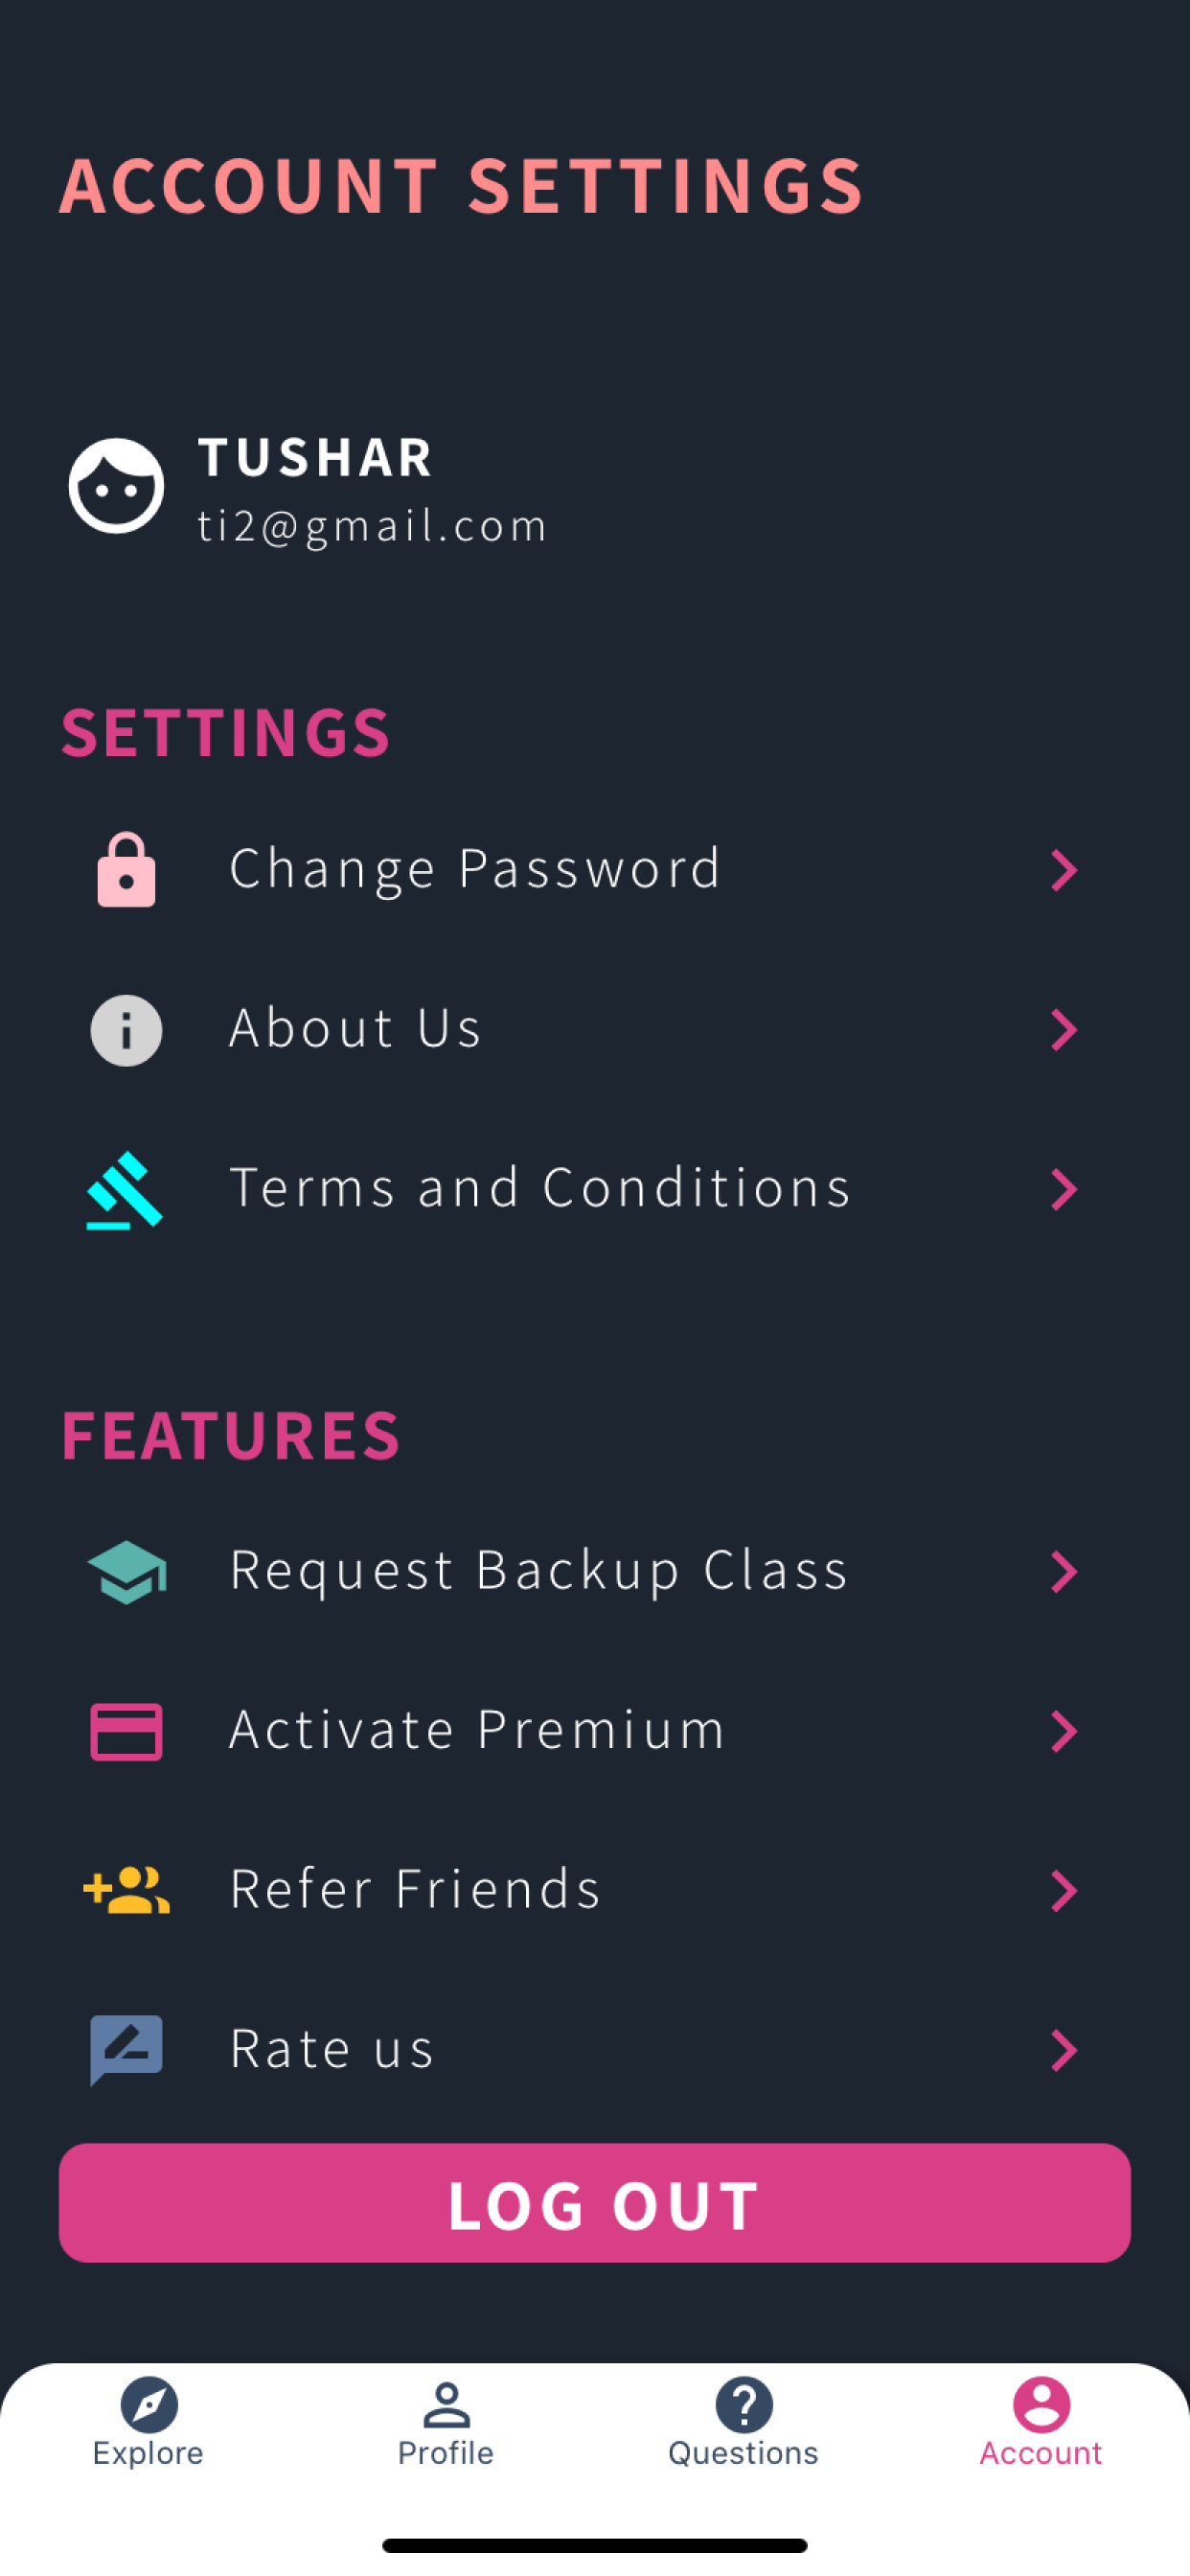 ACCOUNT SETTINGS
TUSHAR
ti2@gmail.com
SETTINGS
Change Password
About Us
Terms and Conditions
FEATURES
Request Backup Class
Activate Premium
Refer Friends
Rate us
LOG OUT
Explore Profile Questions Account